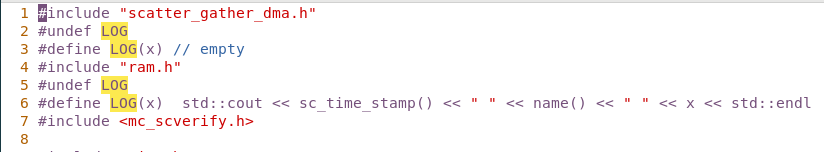 1 #include "scatter_gather_dma.h"
2 #undef LOG
3 #define LOG(x) // empty
4 #include "ram.h"
5 #undef LOG
6 #define LOG(x)  std::cout << sc_time_stamp() << " " << name() << " " << x << std::endl
7 #include <mc_scverify.h>
8